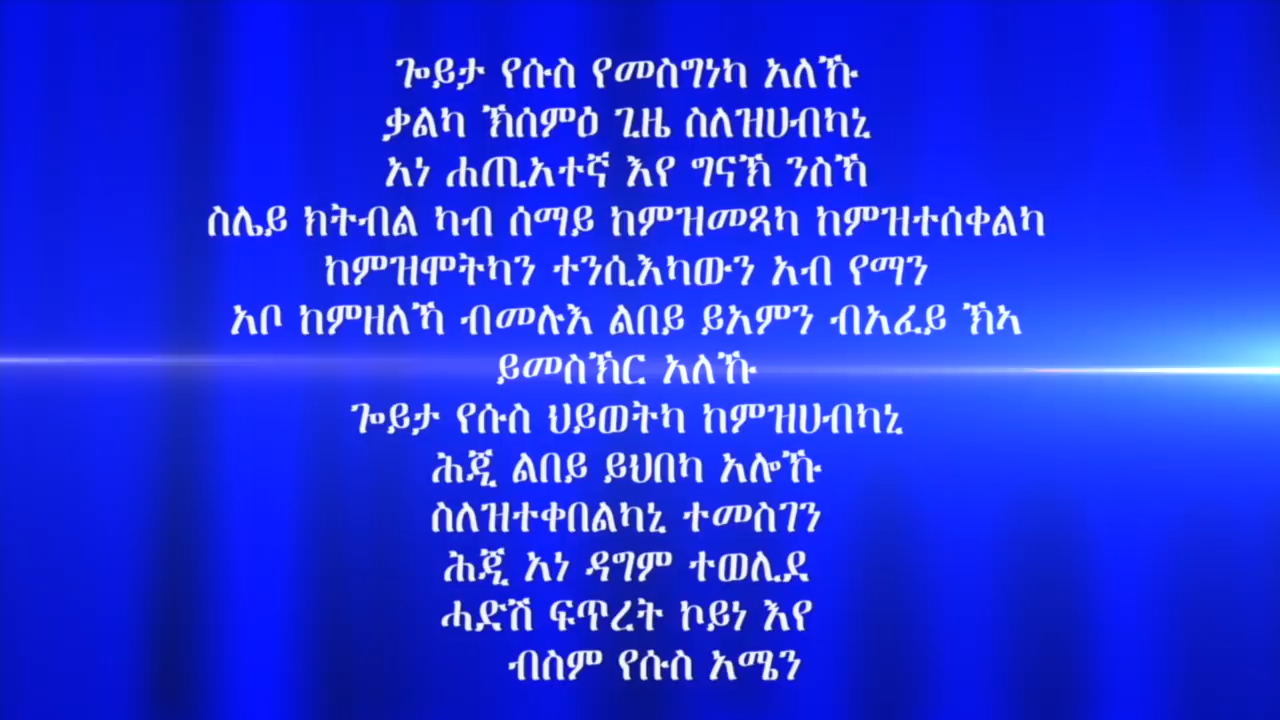 ጐይታ የሱስ የመስግነካ አለኹ
ቃልካ ኽሰምዕ ጊዜ ስለዝሀብካኒ
አነ ሐጢአተኛ እየ ግናኽ ንስኻ
ስሌይ ክትብል ካብ ሰማይ ከምዝመጻካ ከምዝተሰቀልካ
ከምዝሞትካን ተንሲእካውን አብ የማን
አቦ ከምዘለኻ ብመሉእ ልበይ ይአምን ብአፈይ ኽኣ
ይመስኽር አለኹ
ጐይታ የሱስ ህይወትካ ከምዝሀብካኒ
ሕጂ ልበይ ይህበካ አሎኹ
ስለዝተቀበልካኒ ተመስገን
ሕጂ አነ ዳግም ተወሊደ
ሓድሽ ፍጥረት ኮይነ እየ
ብስም የሱስ አሜን